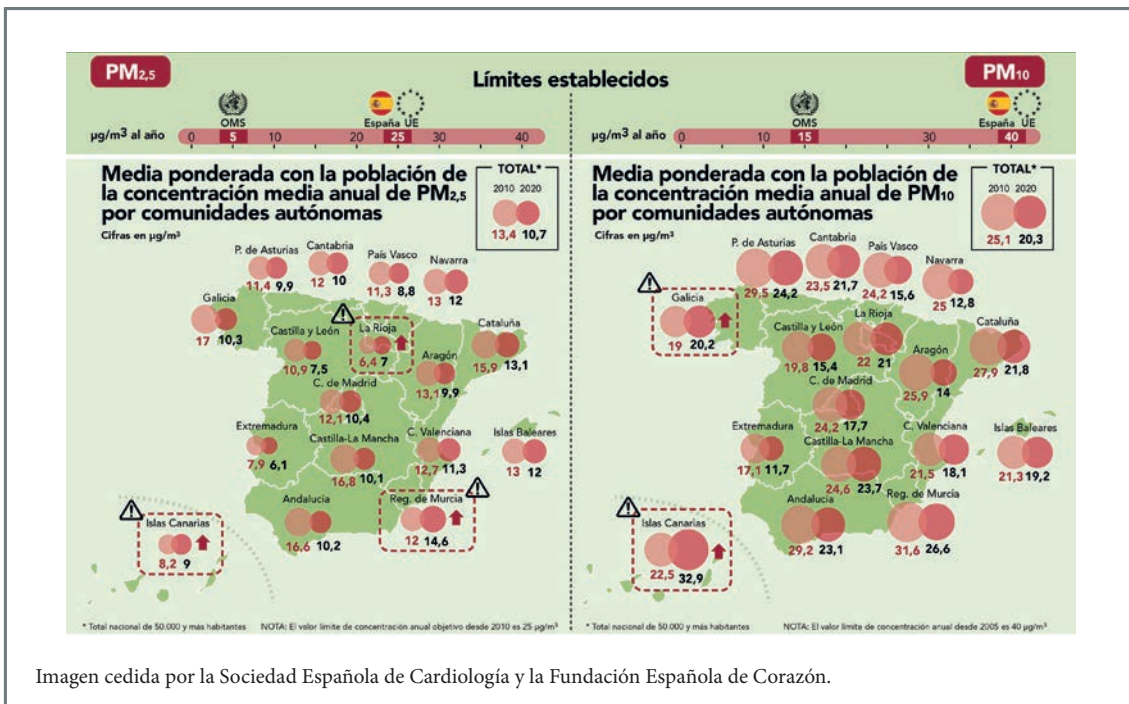 PM2,5
Límites establecidos
PM10
OMS
España UE
µg/m³ al año 0 5 10 20 25 30 40
OMS
España UE
µg/m³ al año 0 10 15 30 40
Media ponderada con la población de
la concentración media anual de PM2,5
por comunidades autónomas
Cifras en µg/m³
TOTAL*
2010 2020
13,4 10,7
P. de Asturias
11,4 9,9
Cantabria
12 10
País Vasco
11,3 8,8
Navarra
13 12
Galicia
17 10,3
Castilla y León
10,9 7,5
La Rioja
6,4 7
Aragón
13,1 9,9
Cataluña
15,9 13,1
C. de Madrid
12,1 10,4
Extremadura
7,9 6,1
Castilla-La Mancha
16,8 10,1
C. Valenciana
12,7 11,3
Islas Baleares
13 12
Andalucía
16,6 10,2
Reg. de Murcia
12 14,6
Islas Canarias
8,2 9
* Total nacional de 50.000 y más habitantes NOTA: El valor límite de concentración anual objetivo desde 2010 es 25 µg/m³
Media ponderada con la población de
la concentración media anual de PM10
por comunidades autónomas
Cifras en µg/m³
TOTAL*
2010 2020
25,1 20,3
P. de Asturias
29,5 24,2
Cantabria
23,5 21,7
País Vasco
24,2 15,6
Navarra
25 12,8
Galicia
19 20,2
Castilla y León
19,8 15,4
La Rioja
22 21
Aragón
25,9 14
Cataluña
27,9 21,8
C. de Madrid
24,2 17,7
Extremadura
17,1 11,7
Castilla-La Mancha
24,6 23,7
C. Valenciana
21,5 18,1
Islas Baleares
21,3 19,2
Andalucía
29,2 23,1
Reg. de Murcia
31,6 26,6
Islas Canarias
22,5 32,9
* Total nacional de 50.000 y más habitantes NOTA: El valor límite de concentración anual desde 2005 es 40 µg/m³
Imagen cedida por la Sociedad Española de Cardiología y la Fundación Española de Corazón.